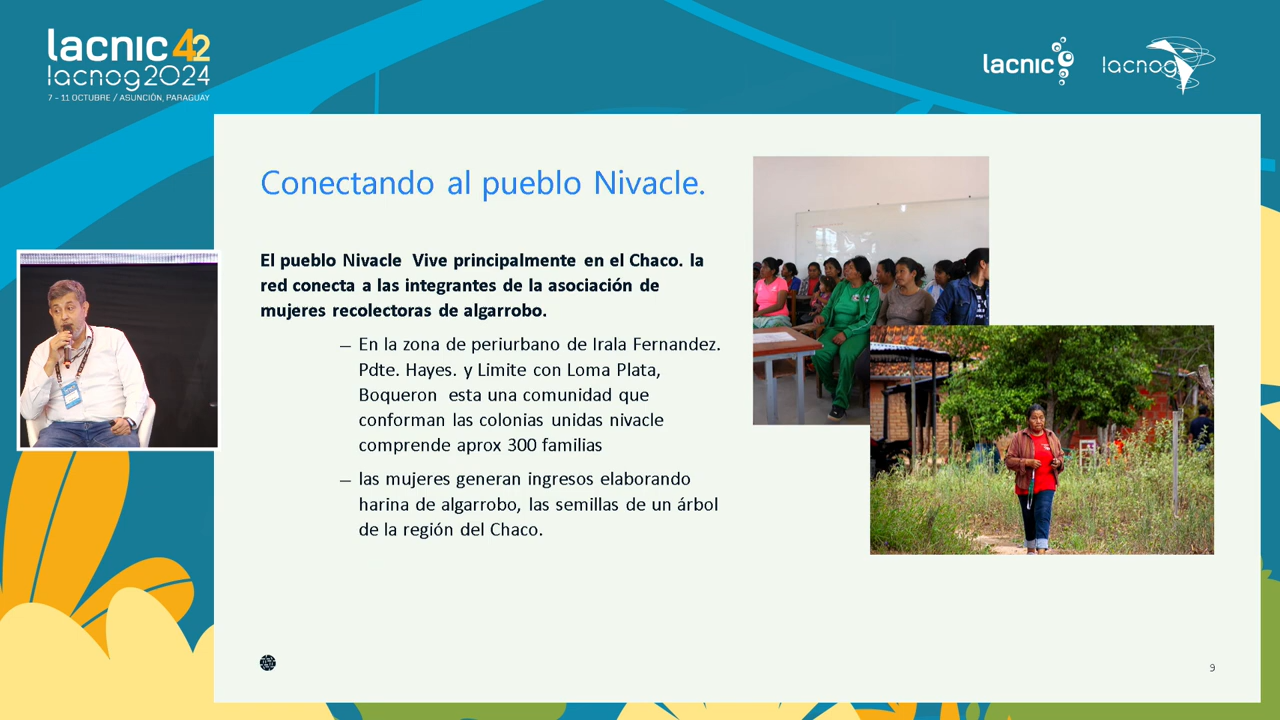 lacnic 42
lacnog2024
7 - 11 OCTUBRE / ASUNCIÓN, PARAGUAY
lacnic
lacnog
Conectando al pueblo Nivacle.
El pueblo Nivacle Vive principalmente en el Chaco. la
red conecta a las integrantes de la asociación de
mujeres recolectoras de algarrobo.
– En la zona de periurbano de Irala Fernandez.
Pdte. Hayes. y Limite con Loma Plata,
Boqueron esta una comunidad que
conforman las colonias unidas nivacle
comprende aprox 300 familias
– las mujeres generan ingresos elaborando
harina de algarrobo, las semillas de un árbol
de la región del Chaco.
9